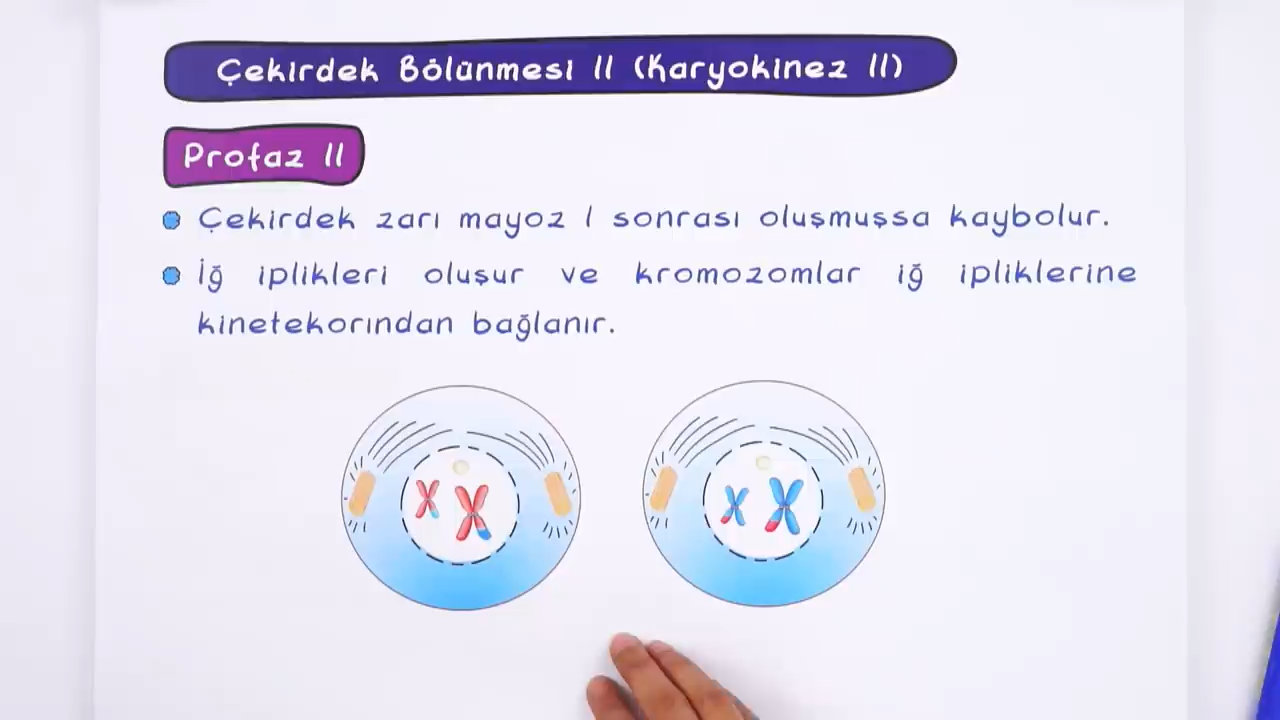 Çekirdek Bölünmesi II (Karyokinez II)
Profaz II
Çekirdek zarı mayoz I sonrası oluşmuşsa kaybolur.
İğ iplikleri oluşur ve kromozomlar iğ ipliklerine
kinetekorından bağlanır.